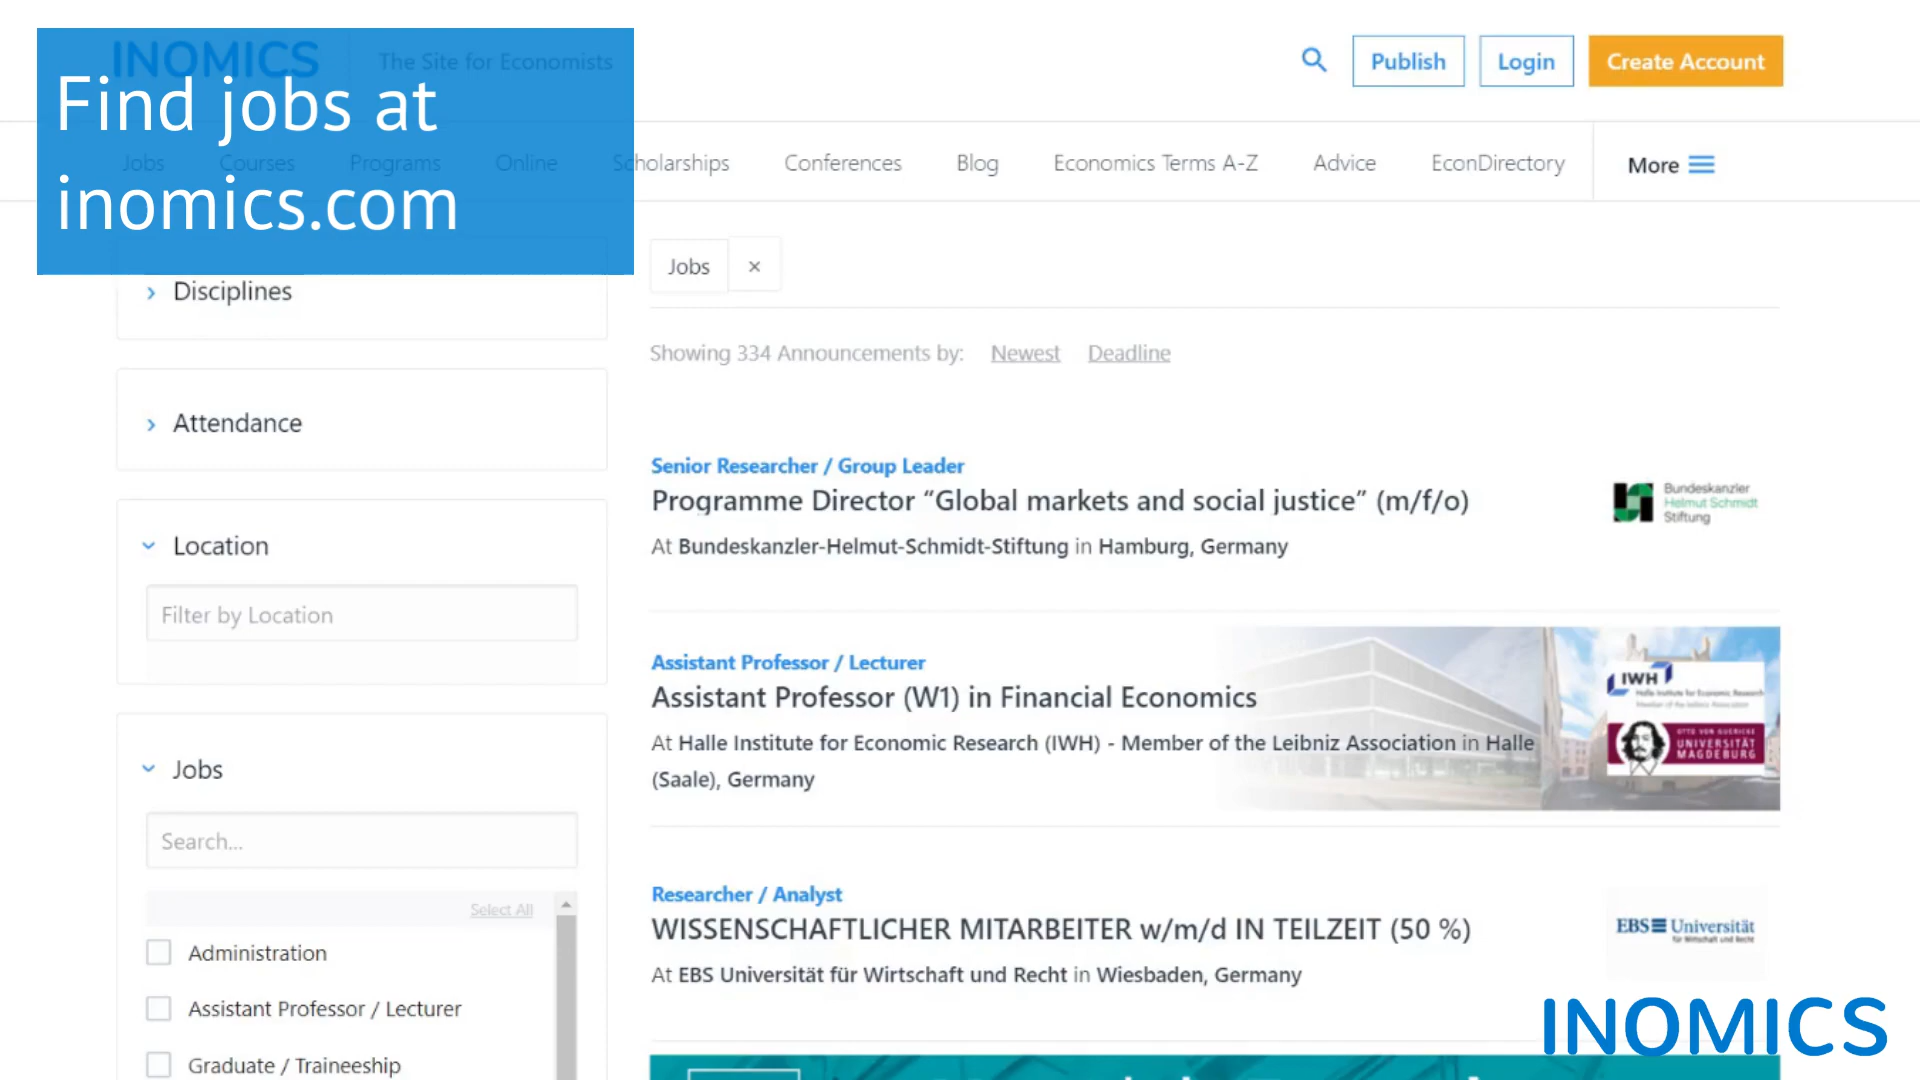 INOMICS
The Site for Economists
Find jobs at
inomics.com
Publish
Login
Create Account
Jobs
Courses
Programs
Online
Scholarships
Conferences
Blog
Economics Terms A-Z
Advice
EconDirectory
More
Disciplines
Attendance
Location
Filter by Location
Jobs
Search...
Select All
Administration
Assistant Professor / Lecturer
Graduate / Traineeship
Jobs ×
Showing 334 Announcements by: Newest Deadline
Senior Researcher / Group Leader
Programme Director “Global markets and social justice” (m/f/o)
At Bundeskanzler-Helmut-Schmidt-Stiftung in Hamburg, Germany
Bundeskanzler
Helmut Schmidt
Stiftung
Assistant Professor / Lecturer
Assistant Professor (W1) in Financial Economics
At Halle Institute for Economic Research (IWH) - Member of the Leibniz Association in Halle
(Saale), Germany
IWH
Halle Institute for Economic Research
Member of the Leibniz Association
OTTO VON GUERICKE
UNIVERSITÄT
MAGDEBURG
Researcher / Analyst
WISSENSCHAFTLICHER MITARBEITER w/m/d IN TEILZEIT (50 %)
At EBS Universität für Wirtschaft und Recht in Wiesbaden, Germany
EBS Universität
für Wirtschaft und Recht
INOMICS